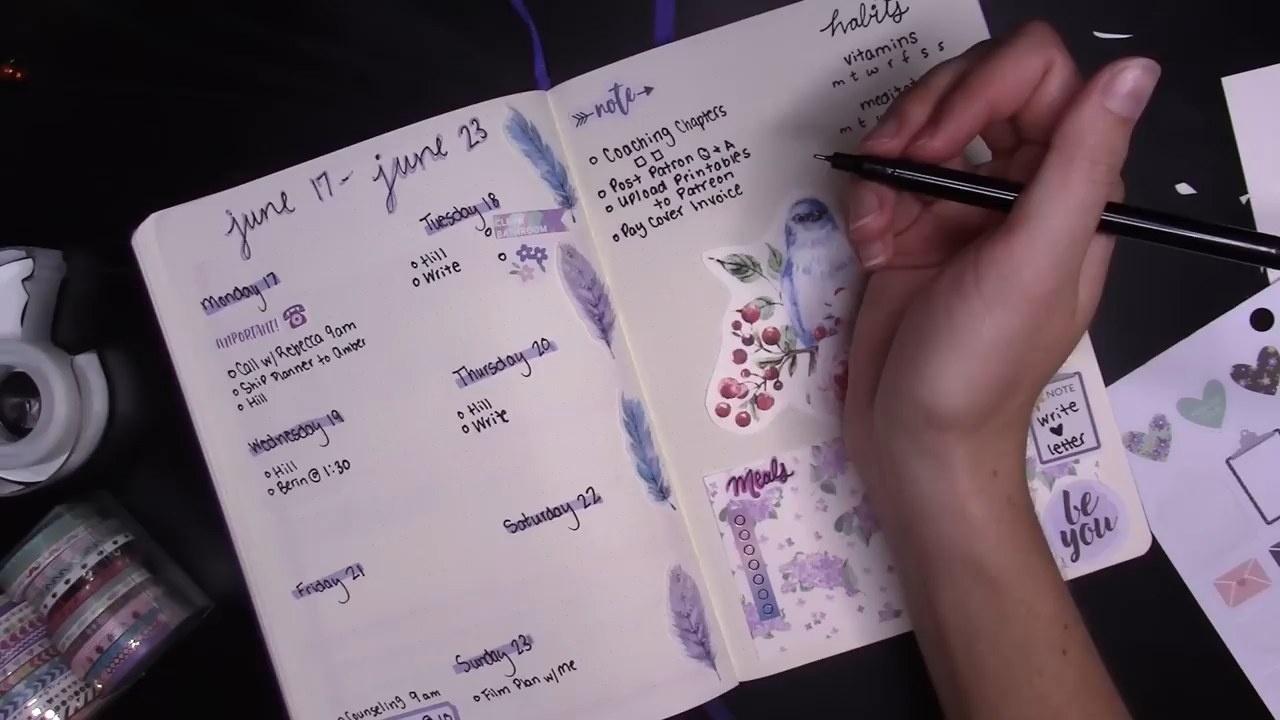 june 17 - june 23
Monday 17
IMPORTANT!
Call w/Rebecca 9am
Ship Planner to Amber
Hill
Tuesday 18
Hill
Write
CLEAN
BATHROOM
Wednesday 19
Hill
Berin @ 1:30
Thursday 20
Hill
Write
Friday 21
Counseling 9am
Saturday 22
Sunday 23
Film Plan w/me
note
Coaching Chapters
Post Patron Q & A
Upload Printables
to Patreon
Pay Cover Invoice
habits
vitamins
m t w r f s s
m t
Meals
NOTE
Write
letter
be
you